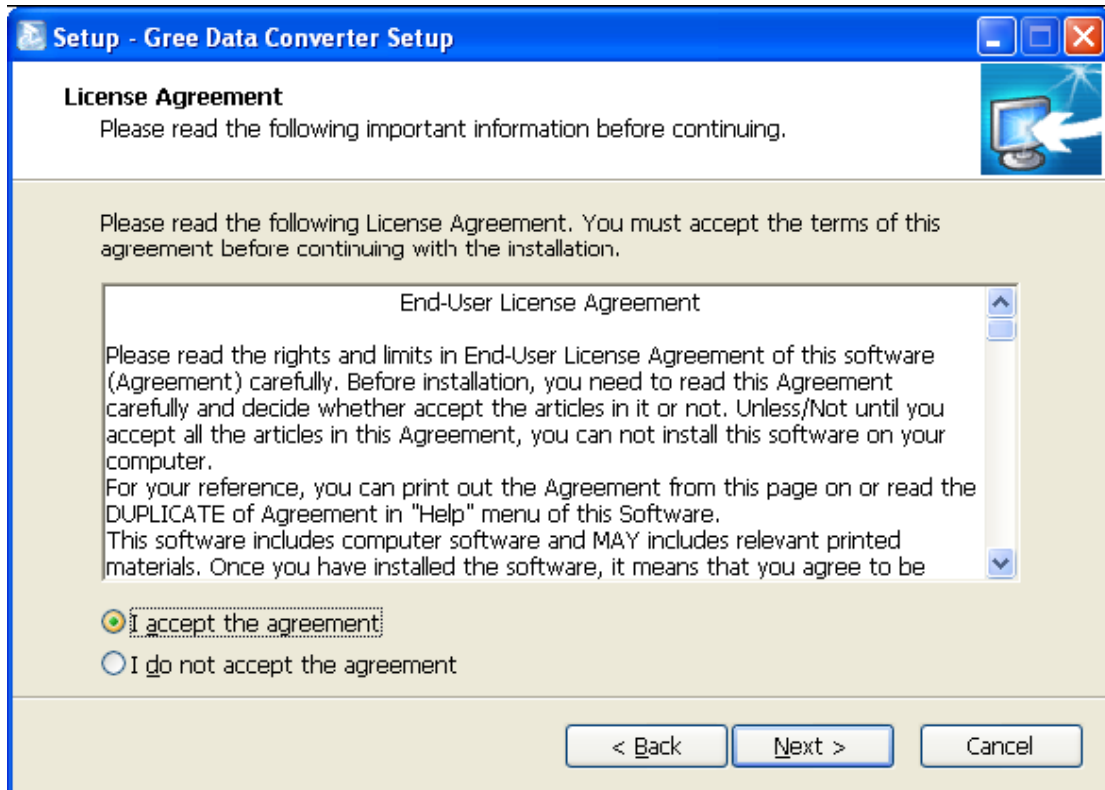 Setup - Gree Data Converter Setup
License Agreement
Please read the following important information before continuing.
Please read the following License Agreement. You must accept the terms of this
agreement before continuing with the installation.
End-User License Agreement
Please read the rights and limits in End-User License Agreement of this software
(Agreement) carefully. Before installation, you need to read this Agreement
carefully and decide whether accept the articles in it or not. Unless/Not until you
accept all the articles in this Agreement, you can not install this software on your
computer.
For your reference, you can print out the Agreement from this page on or read the
DUPLICATE of Agreement in "Help" menu of this Software.
This software includes computer software and MAY includes relevant printed
materials. Once you have installed the software, it means that you agree to be
I accept the agreement
I do not accept the agreement
< Back Next > Cancel